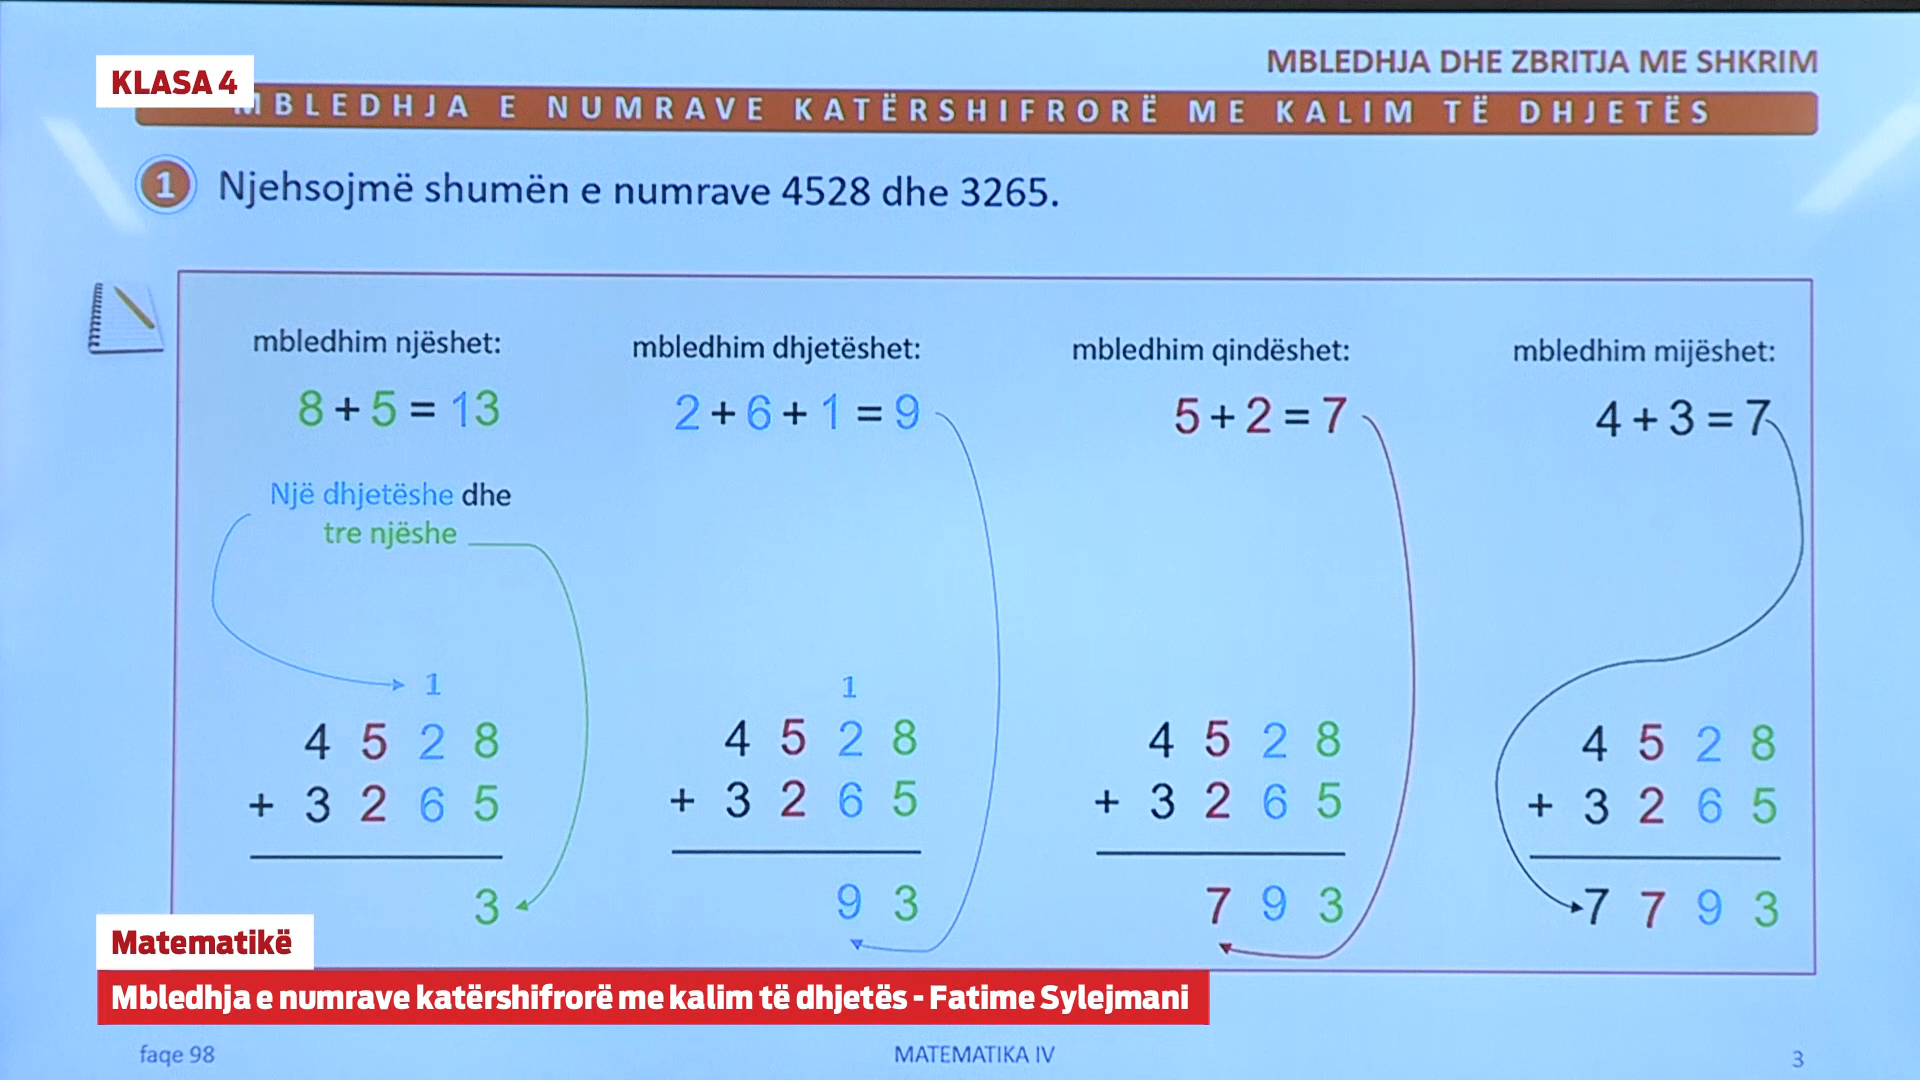 MBLEDHJA DHE ZBRITJA ME SHKRIM
KLASA 4
MBLEDHJA E NUMRAVE KATËRSHIFRORË ME KALIM TË DHJETËS
1 Njehsojmë shumën e numrave 4528 dhe 3265.
mbledhim njëshet:
8 + 5 = 13
Një dhjetëshe dhe
tre njëshe
1
4 5 2 8
+ 3 2 6 5
3
mbledhim dhjetëshet:
2 + 6 + 1 = 9
1
4 5 2 8
+ 3 2 6 5
9 3
mbledhim qindëshet:
5 + 2 = 7
4 5 2 8
+ 3 2 6 5
7 9 3
mbledhim mijëshet:
4 + 3 = 7
4 5 2 8
+ 3 2 6 5
7 7 9 3
Matematikë
Mbledhja e numrave katërshifrorë me kalim të dhjetës - Fatime Sylejmani
faqe 98
MATEMATIKA IV
3